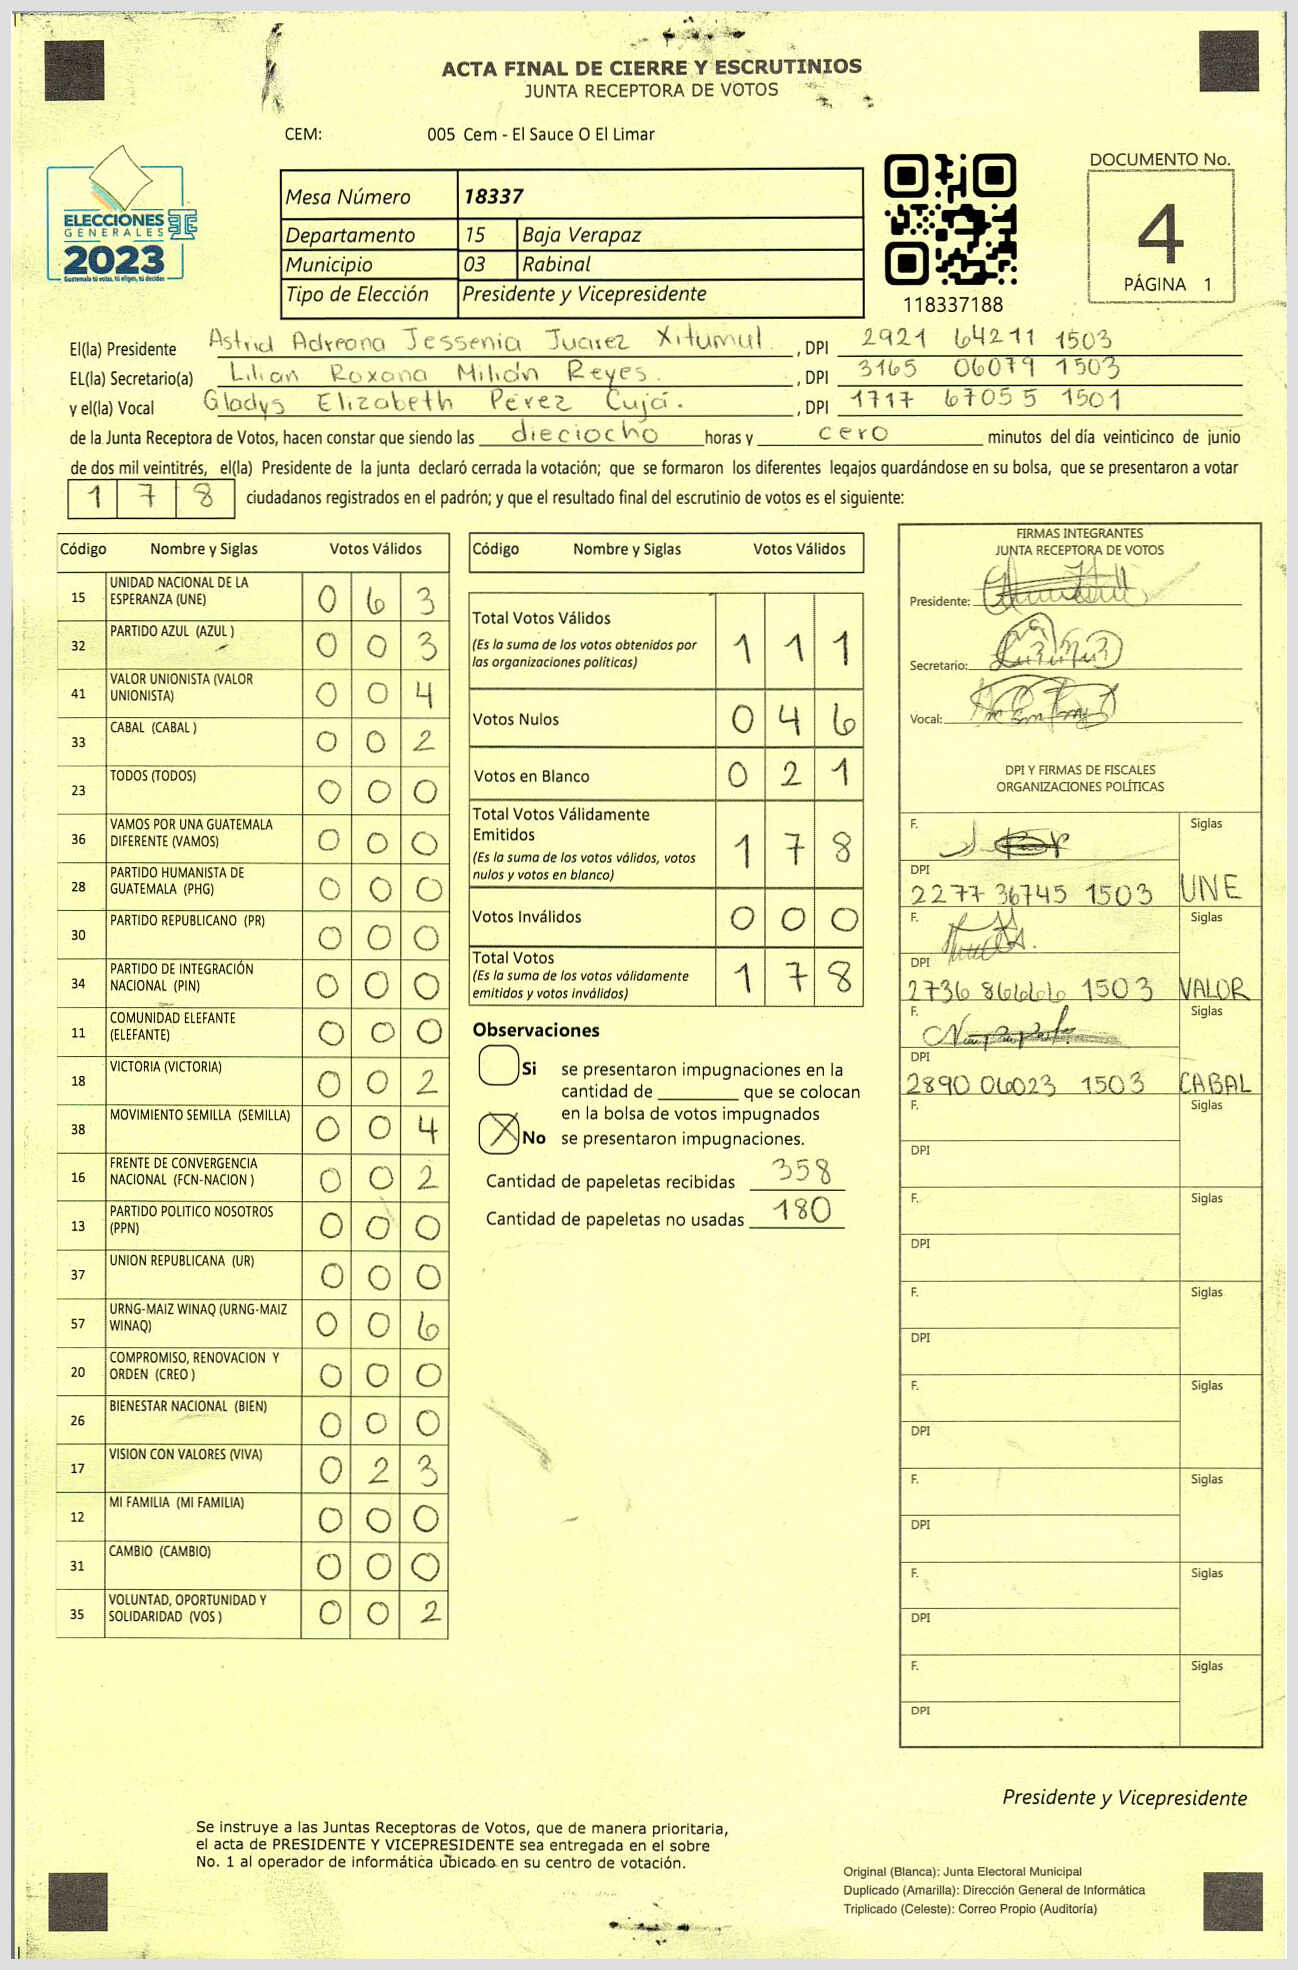 ACTA FINAL DE CIERRE Y ESCRUTINIOS
JUNTA RECEPTORA DE VOTOS
CEM: 005 Cem - El Sauce O El Limar
ELECCIONES
GENERALES
2023
Guatemala tú votas, tú eliges, tú decides
Mesa Número 18337
Departamento 15 Baja Verapaz
Municipio 03 Rabinal
Tipo de Elección Presidente y Vicepresidente
118337188
DOCUMENTO No.
4
PÁGINA 1
El(la) Presidente Astrid Adreana Jessenia Juarez Xitumul , DPI 2921 64211 1503
EL(la) Secretario(a) Lilian Roxana Milián Reyes. , DPI 3165 06079 1503
y el(la) Vocal Gladys Elizabeth Pérez Cujá. , DPI 1717 67055 1501
de la Junta Receptora de Votos, hacen constar que siendo las dieciocho horas y cero minutos del día veinticinco de junio
de dos mil veintitrés, el(la) Presidente de la junta declaró cerrada la votación; que se formaron los diferentes legajos guardándose en su bolsa, que se presentaron a votar
1 7 8 ciudadanos registrados en el padrón; y que el resultado final del escrutinio de votos es el siguiente:
Código Nombre y Siglas Votos Válidos
15 UNIDAD NACIONAL DE LA
ESPERANZA (UNE) 0 6 3
32 PARTIDO AZUL (AZUL ) 0 0 3
41 VALOR UNIONISTA (VALOR
UNIONISTA) 0 0 4
33 CABAL (CABAL ) 0 0 2
23 TODOS (TODOS) 0 0 0
36 VAMOS POR UNA GUATEMALA
DIFERENTE (VAMOS) 0 0 0
28 PARTIDO HUMANISTA DE
GUATEMALA (PHG) 0 0 0
30 PARTIDO REPUBLICANO (PR) 0 0 0
34 PARTIDO DE INTEGRACIÓN
NACIONAL (PIN) 0 0 0
11 COMUNIDAD ELEFANTE
(ELEFANTE) 0 0 0
18 VICTORIA (VICTORIA) 0 0 2
38 MOVIMIENTO SEMILLA (SEMILLA) 0 0 4
16 FRENTE DE CONVERGENCIA
NACIONAL (FCN-NACION ) 0 0 2
13 PARTIDO POLITICO NOSOTROS
(PPN) 0 0 0
37 UNION REPUBLICANA (UR) 0 0 0
57 URNG-MAIZ WINAQ (URNG-MAIZ
WINAQ) 0 0 6
20 COMPROMISO, RENOVACION Y
ORDEN (CREO ) 0 0 0
26 BIENESTAR NACIONAL (BIEN) 0 0 0
17 VISION CON VALORES (VIVA) 0 2 3
12 MI FAMILIA (MI FAMILIA) 0 0 0
31 CAMBIO (CAMBIO) 0 0 0
35 VOLUNTAD, OPORTUNIDAD Y
SOLIDARIDAD (VOS ) 0 0 2
Código Nombre y Siglas Votos Válidos
Total Votos Válidos
(Es la suma de los votos obtenidos por
las organizaciones políticas) 1 1 1
Votos Nulos 0 4 6
Votos en Blanco 0 2 1
Total Votos Válidamente
Emitidos
(Es la suma de los votos válidos, votos
nulos y votos en blanco) 1 7 8
Votos Inválidos 0 0 0
Total Votos
(Es la suma de los votos válidamente
emitidos y votos inválidos) 1 7 8
Observaciones
Si se presentaron impugnaciones en la
cantidad de ________ que se colocan
en la bolsa de votos impugnados
X No se presentaron impugnaciones.
Cantidad de papeletas recibidas 358
Cantidad de papeletas no usadas 180
FIRMAS INTEGRANTES
JUNTA RECEPTORA DE VOTOS
Presidente:
Secretario:
Vocal:
DPI Y FIRMAS DE FISCALES
ORGANIZACIONES POLÍTICAS
F. Siglas
DPI
2277 36745 1503 UNE
F. Siglas
DPI
2736 86666 1503 VALOR
F. Siglas
DPI
2890 06023 1503 CABAL
F. Siglas
DPI
F. Siglas
DPI
F. Siglas
DPI
F. Siglas
DPI
F. Siglas
DPI
F. Siglas
DPI
F. Siglas
DPI
Presidente y Vicepresidente
Se instruye a las Juntas Receptoras de Votos, que de manera prioritaria,
el acta de PRESIDENTE Y VICEPRESIDENTE sea entregada en el sobre
No. 1 al operador de informática ubicado en su centro de votación.
Original (Blanca): Junta Electoral Municipal
Duplicado (Amarilla): Dirección General de Informática
Triplicado (Celeste): Correo Propio (Auditoría)